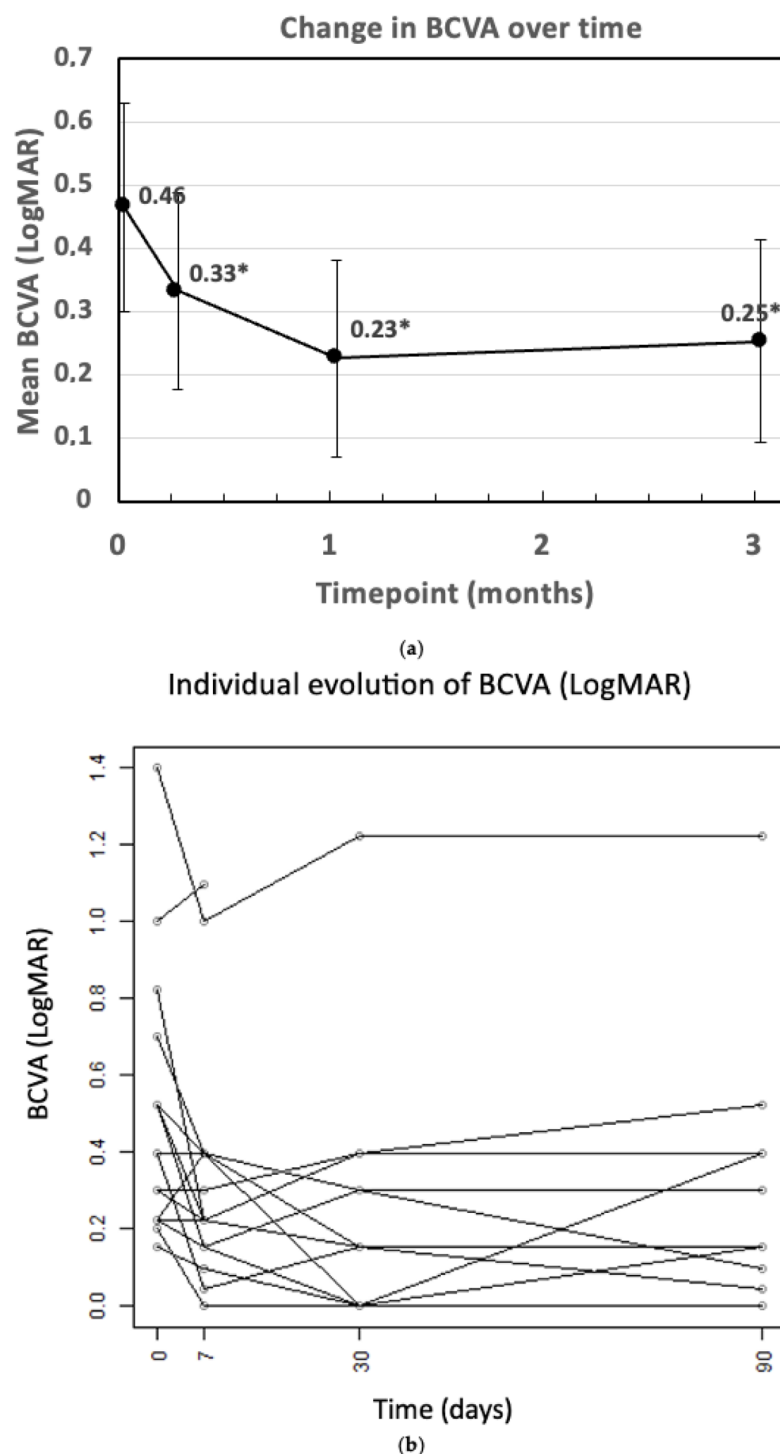 Change in BCVA over time
Mean BCVA (LogMAR)
0.7
0.6
0.5
0.4
0.3
0.2
0.1
0
0.46
0.33*
0.23*
0.25*
0 1 2 3
Timepoint (months)
(a)
Individual evolution of BCVA (LogMAR)
BCVA (LogMAR)
1.4
1.2
1.0
0.8
0.6
0.4
0.2
0.0
0 7 30 90
Time (days)
(b)